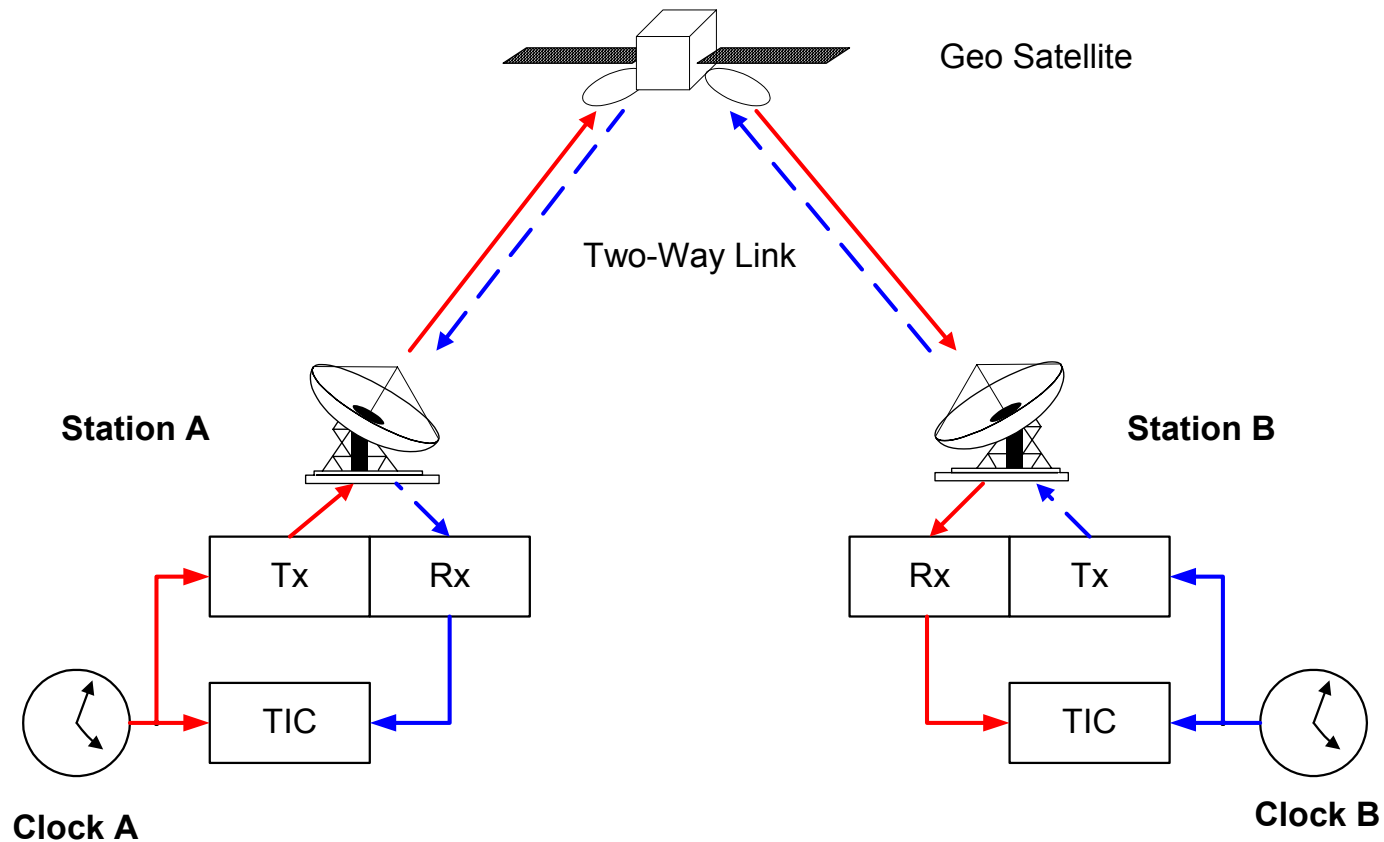 Geo Satellite
Two-Way Link
Station A
Station B
Tx
Rx
Rx
Tx
TIC
TIC
Clock A
Clock B